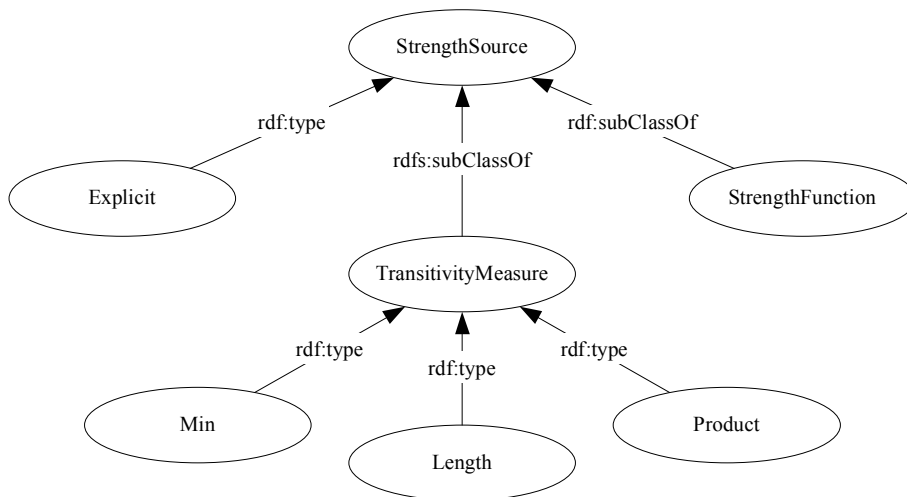 StrengthSource
rdf:type
rdf:subClassOf
rdfs:subClassOf
Explicit
StrengthFunction
TransitivityMeasure
rdf:type
rdf:type
rdf:type
Min
Product
Length